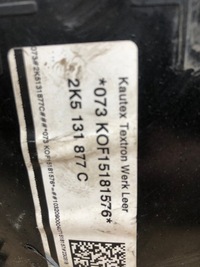 Kautex Textron Werk Leer
*073 KOF15181576*
2K5 131 877 C